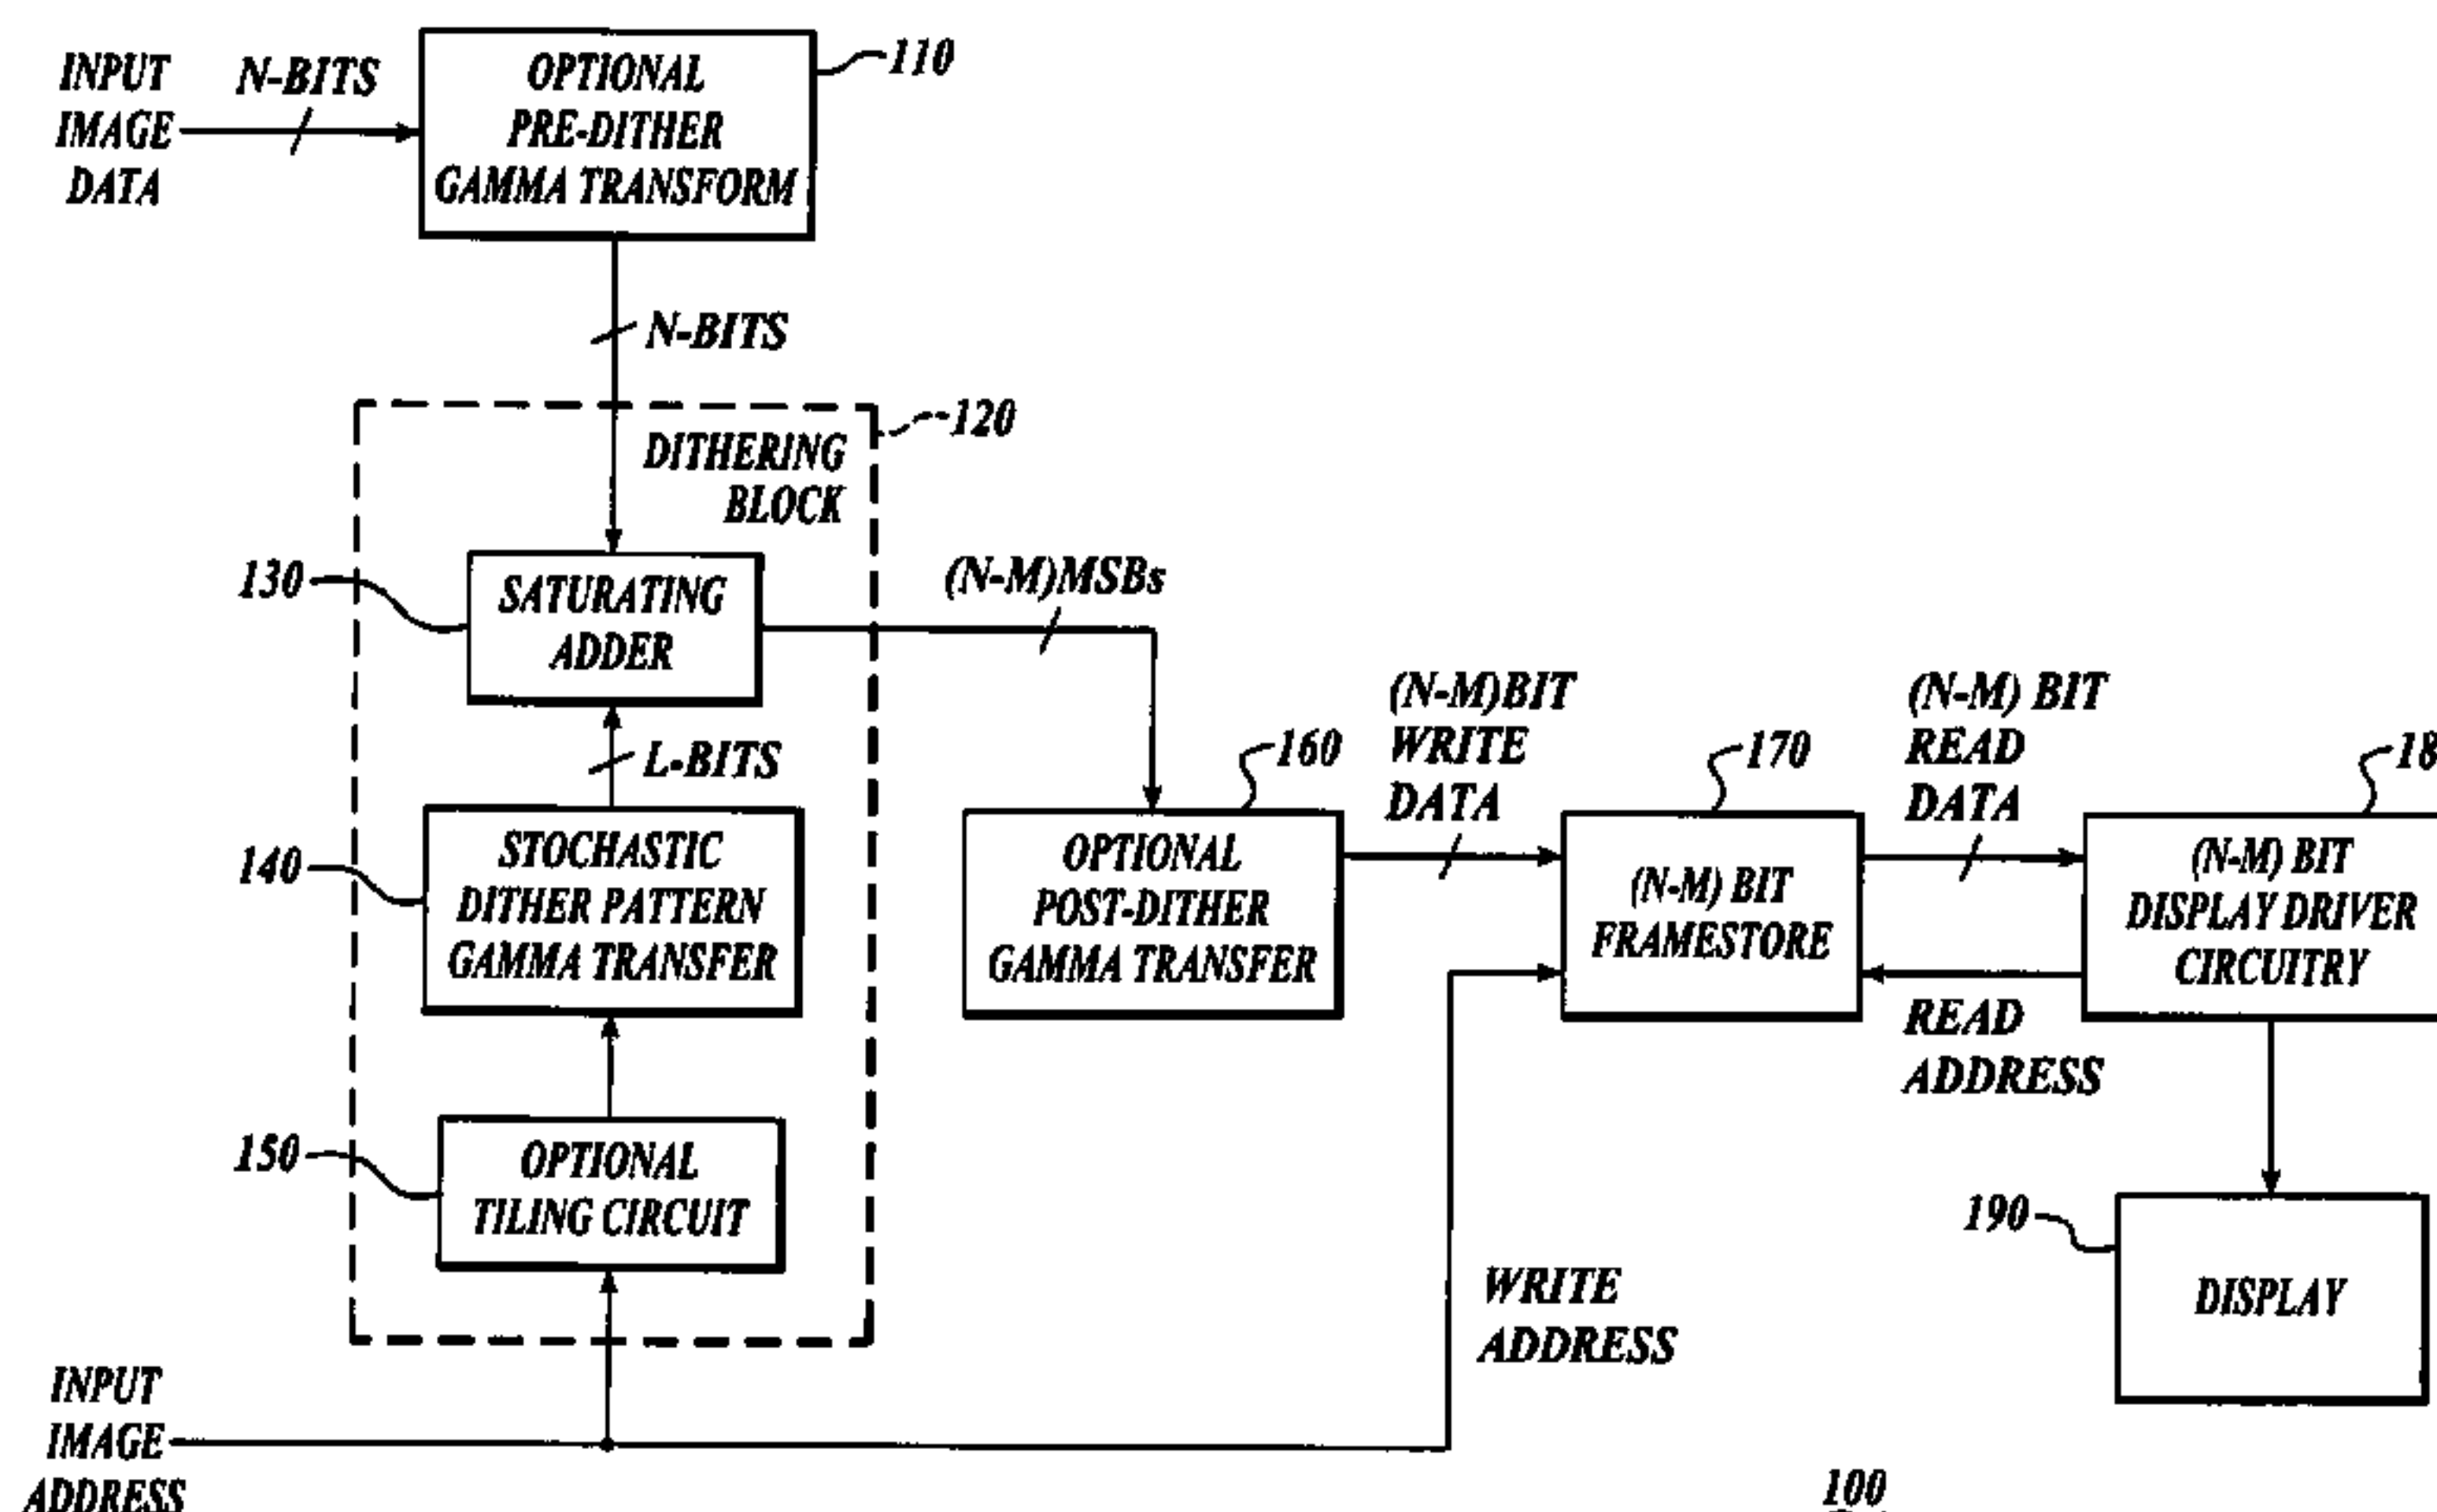 INPUT
IMAGE
DATA
N-BITS
OPTIONAL
PRE-DITHER
GAMMA TRANSFORM
110
N-BITS
120
DITHERING
BLOCK
130
SATURATING
ADDER
(N-M)MSBs
L-BITS
140
STOCHASTIC
DITHER PATTERN
GAMMA TRANSFER
150
OPTIONAL
TILING CIRCUIT
160
OPTIONAL
POST-DITHER
GAMMA TRANSFER
(N-M)BIT
WRITE
DATA
170
(N-M) BIT
FRAMESTORE
(N-M) BIT
READ
DATA
18
(N-M) BIT
DISPLAY DRIVER
CIRCUITRY
READ
ADDRESS
190
DISPLAY
WRITE
ADDRESS
INPUT
IMAGE
ADDRESS
100